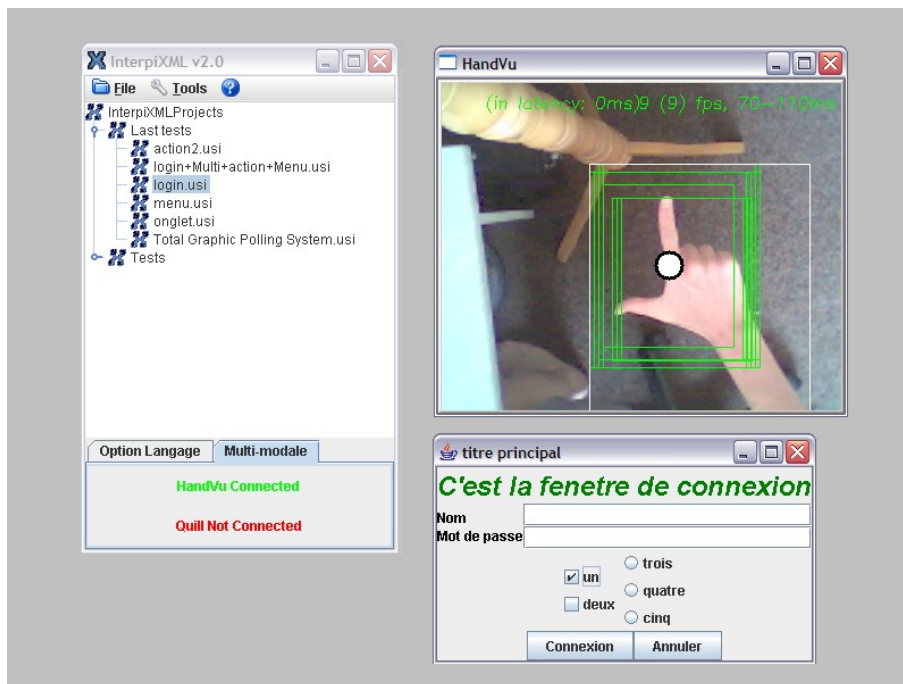 InterpiXML v2.0
File Tools ?
InterpiXMLProjects
Last tests
action2.usi
login+Multi+action+Menu.usi
login.usi
menu.usi
onglet.usi
Total Graphic Polling System.usi
Tests
Option Langage Multi-modale
HandVu Connected
Quill Not Connected
HandVu
(in latency: 0ms)9 (9) fps, 70-110ms
titre principal
C'est la fenetre de connexion
Nom
Mot de passe
un
deux
trois
quatre
cinq
Connexion Annuler